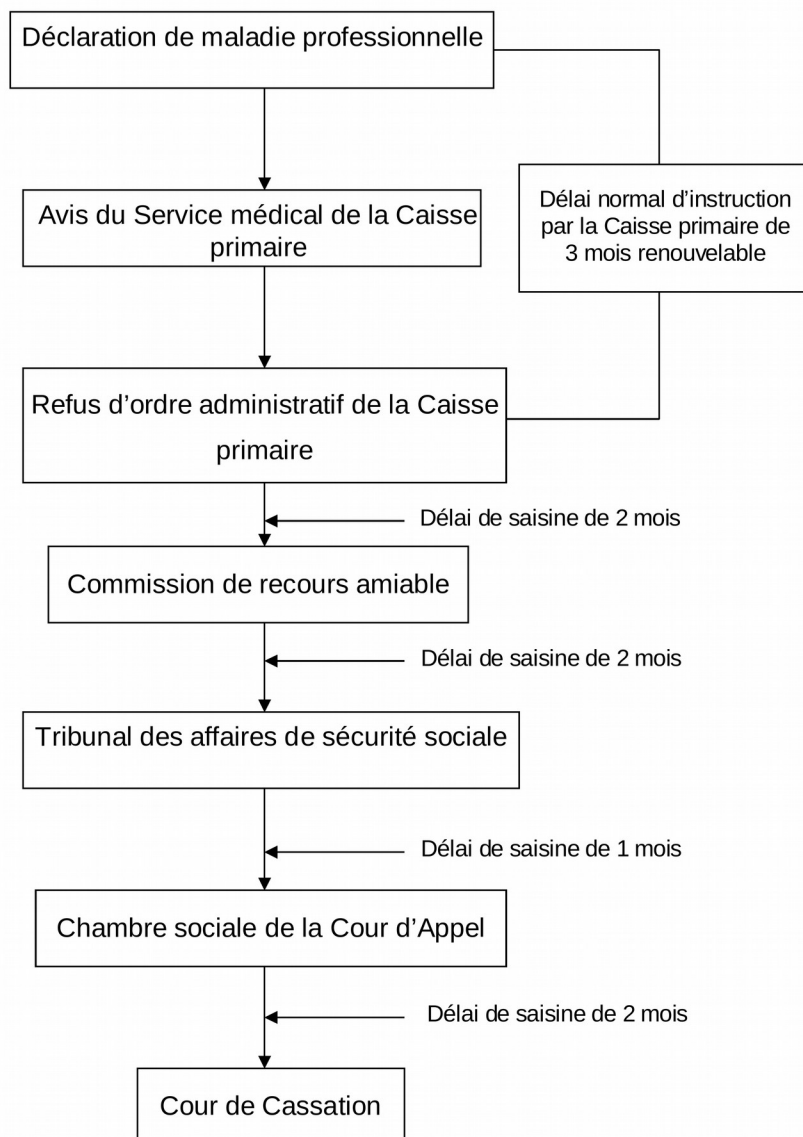 Déclaration de maladie professionnelle
Avis du Service médical de la Caisse
primaire
Délai normal d’instruction
par la Caisse primaire de
3 mois renouvelable
Refus d’ordre administratif de la Caisse
primaire
Délai de saisine de 2 mois
Commission de recours amiable
Délai de saisine de 2 mois
Tribunal des affaires de sécurité sociale
Délai de saisine de 1 mois
Chambre sociale de la Cour d’Appel
Délai de saisine de 2 mois
Cour de Cassation